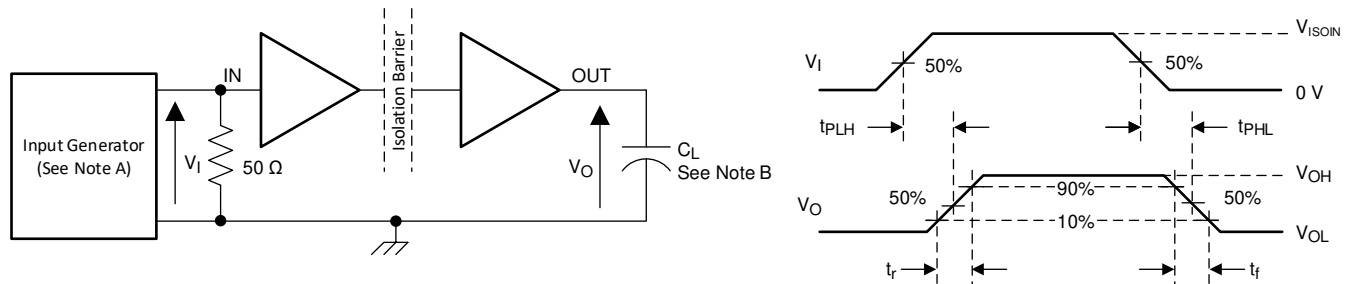 Input Generator
(See Note A)
V_I
IN
50 Ω
Isolation Barrier
OUT
V_O
C_L
See Note B
V_I
50%
50%
V_ISOIN
0 V
t_PLH
t_PHL
V_O
50%
90%
10%
50%
V_OH
V_OL
t_r
t_f